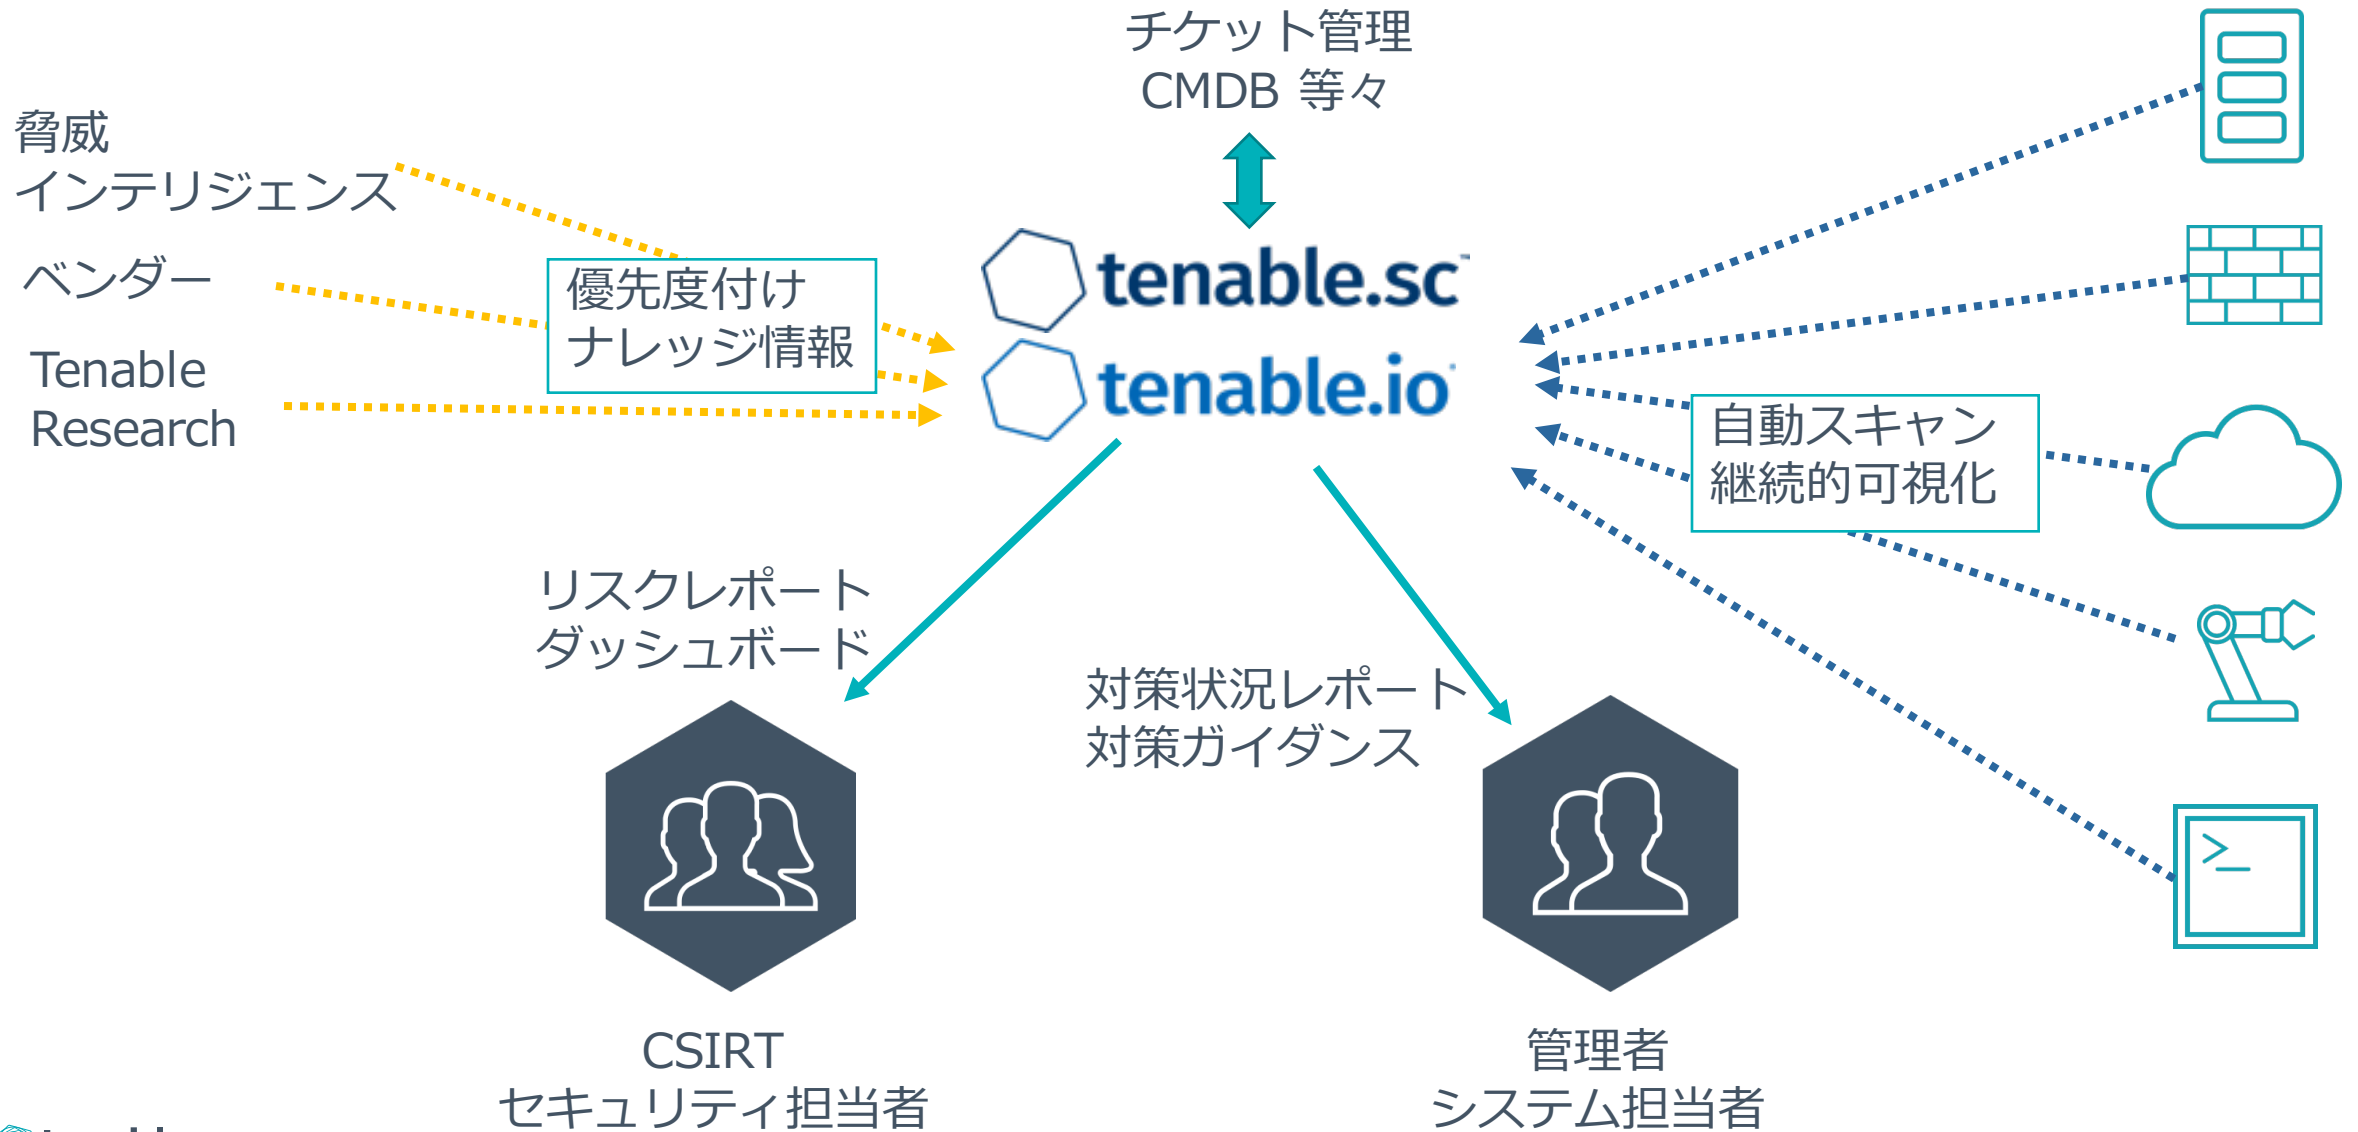 チケット管理
CMDB 等々
脅威
インテリジェンス
ベンダー
Tenable
Research
優先度付け
ナレッジ情報
tenable.sc™
tenable.io
自動スキャン
継続的可視化
リスクレポート
ダッシュボード
対策状況レポート
対策ガイダンス
CSIRT
セキュリティ担当者
管理者
システム担当者